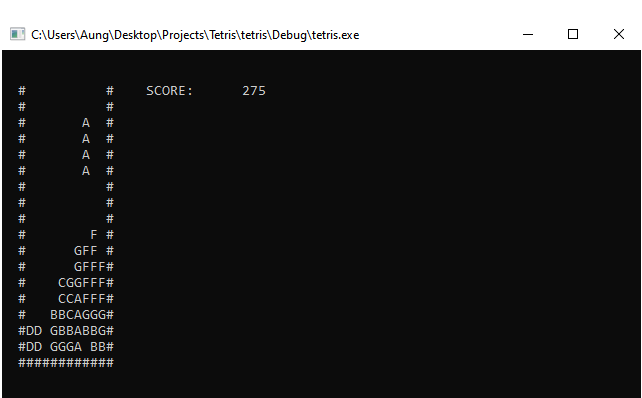 C:\Users\Aung\Desktop\Projects\Tetris\tetris\Debug\tetris.exe
#          #    SCORE:      275
#          #
#       A  #
#       A  #
#       A  #
#       A  #
#          #
#          #
#          #
#        F #
#      GFF #
#      GFFF#
#    CGGFFF#
#    CCAFFF#
#   BBCAGGG#
#DD GBBABBG#
#DD GGGA BB#
############